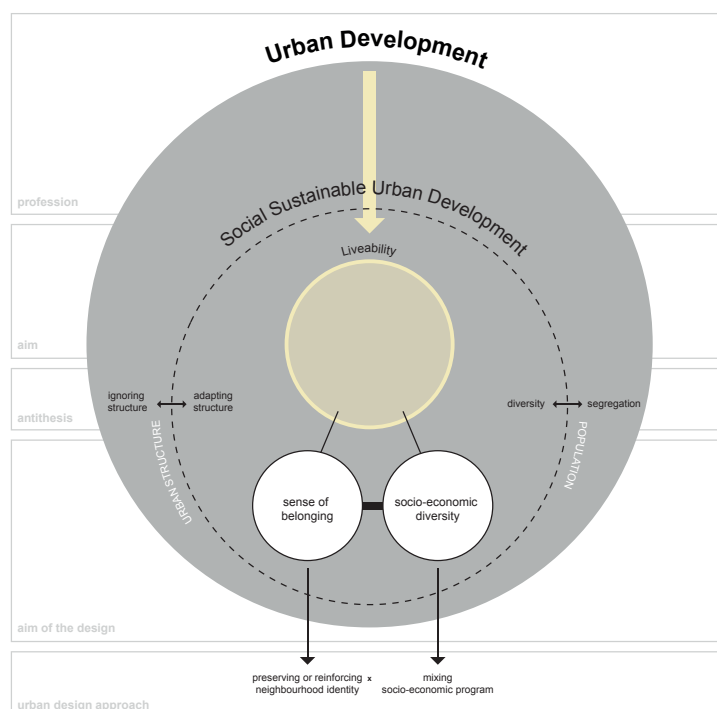 Urban Development
profession
Social Sustainable Urban Development
Liveability
aim
ignoring
structure
adapting
structure
diversity
segregation
antithesis
URBAN STRUCTURE
POPULATION
sense of
belonging
socio-economic
diversity
aim of the design
preserving or reinforcing
neighbourhood identity
x
mixing
socio-economic program
urban design approach